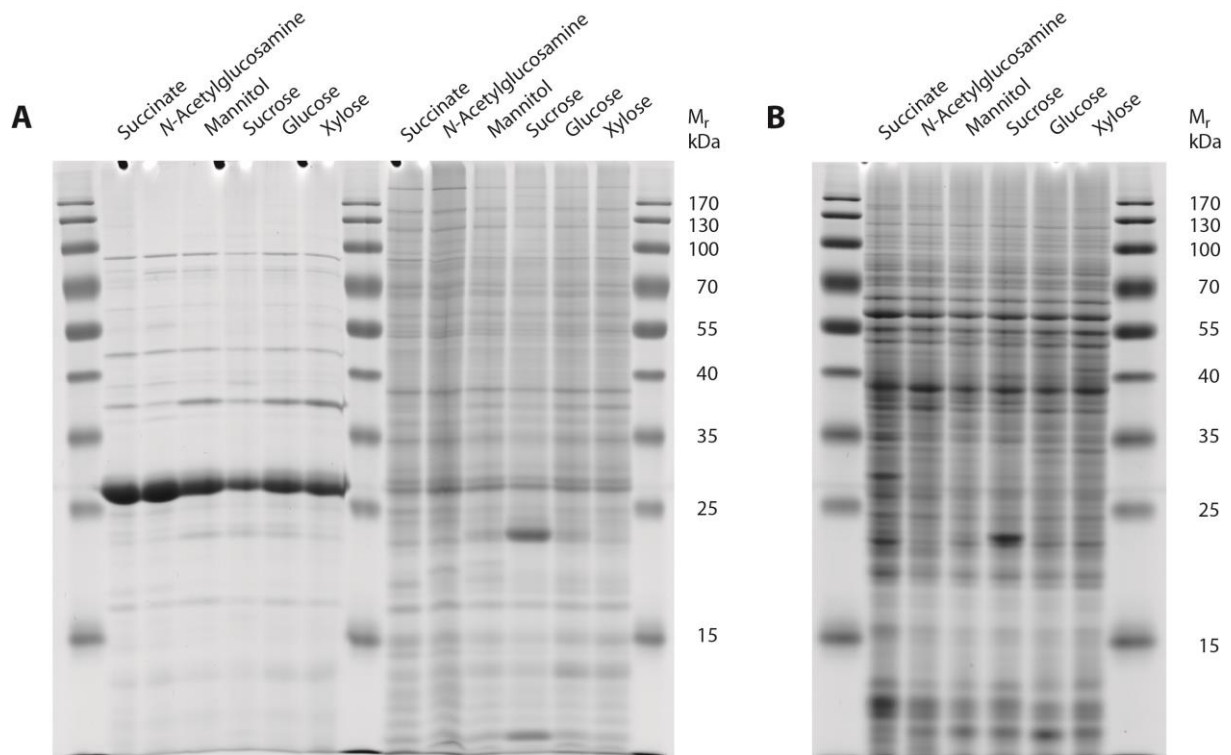 A
Succinate
N-Acetylglucosamine
Mannitol
Sucrose
Glucose
Xylose
Succinate
N-Acetylglucosamine
Mannitol
Sucrose
Glucose
Xylose
Mr
kDa
170
130
100
70
55
40
35
25
15
B
Succinate
N-Acetylglucosamine
Mannitol
Sucrose
Glucose
Xylose
Mr
kDa
170
130
100
70
55
40
35
25
15